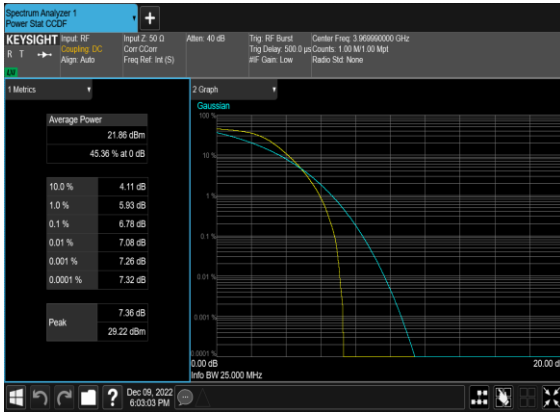 Spectrum Analyzer 1
Power Stat CCDF
KEYSIGHT
R T
Input: RF
Coupling: DC
Align: Auto
Input Z: 50 Ω
Corr CCorr
Freq Ref: Int (S)
Atten: 40 dB
Trig: RF Burst
Trig Delay: 500.0 µs
#IF Gain: Low
Center Freq: 3.969990000 GHz
Counts: 1.00 M/1.00 Mpt
Radio Std: None
1 Metrics
Average Power
21.86 dBm
45.36 % at 0 dB
10.0 % 4.11 dB
1.0 % 5.93 dB
0.1 % 6.78 dB
0.01 % 7.08 dB
0.001 % 7.26 dB
0.0001 % 7.32 dB
Peak
7.36 dB
29.22 dBm
2 Graph
Gaussian
100 %
10 %
1 %
0.1 %
0.01 %
0.001 %
0.0001 %
0.00 dB
20.00 d
Info BW 25.000 MHz
?
Dec 09, 2022
6:03:03 PM